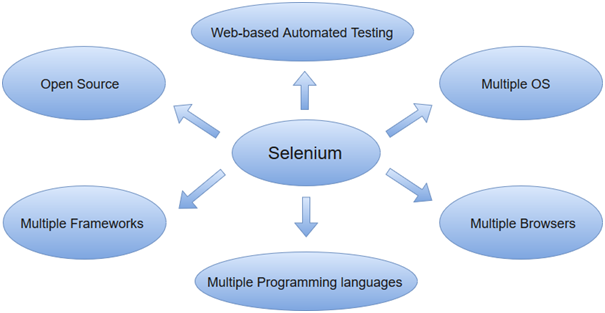 Web-based Automated Testing
Open Source
Multiple OS
Selenium
Multiple Frameworks
Multiple Browsers
Multiple Programming languages